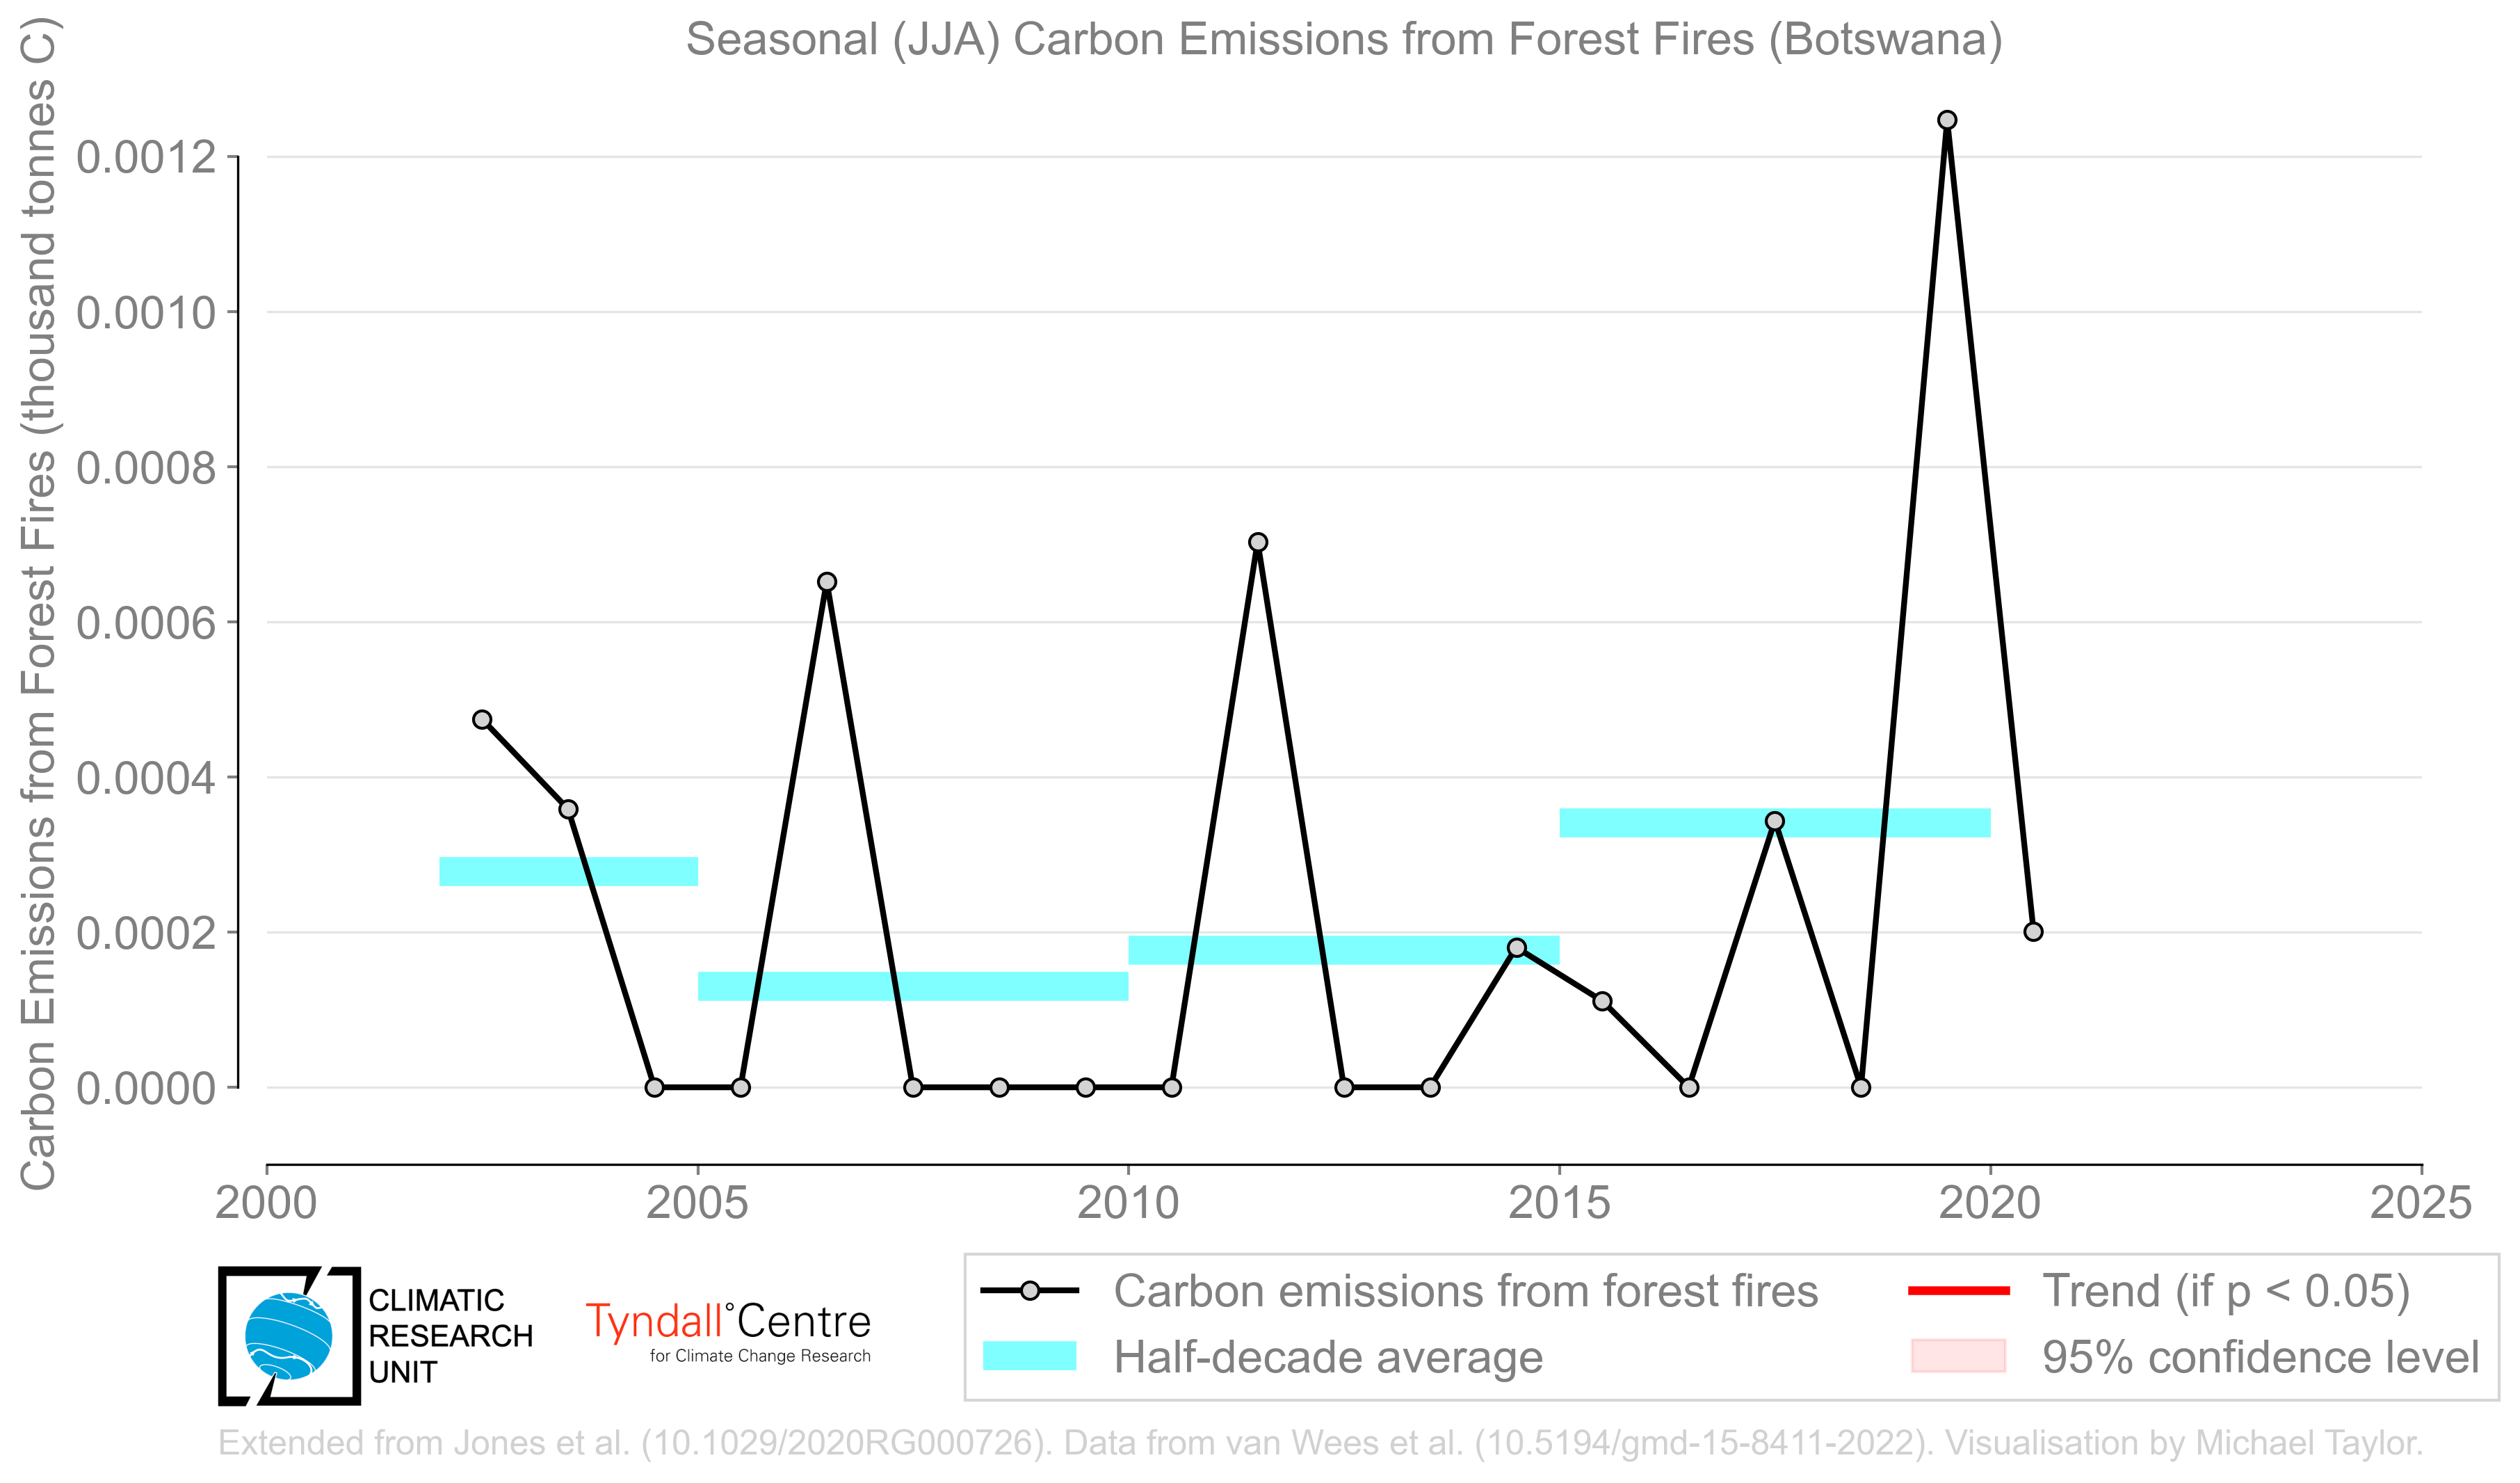 Seasonal (JJA) Carbon Emissions from Forest Fires (Botswana)
Carbon Emissions from Forest Fires (thousand tonnes C)
0.0012
0.0010
0.0008
0.0006
0.0004
0.0002
0.0000
2000 2005 2010 2015 2020 2025
CLIMATIC
RESEARCH
UNIT
Tyndall°Centre
for Climate Change Research
Carbon emissions from forest fires
Half-decade average
Trend (if p < 0.05)
95% confidence level
Extended from Jones et al. (10.1029/2020RG000726). Data from van Wees et al. (10.5194/gmd-15-8411-2022). Visualisation by Michael Taylor.